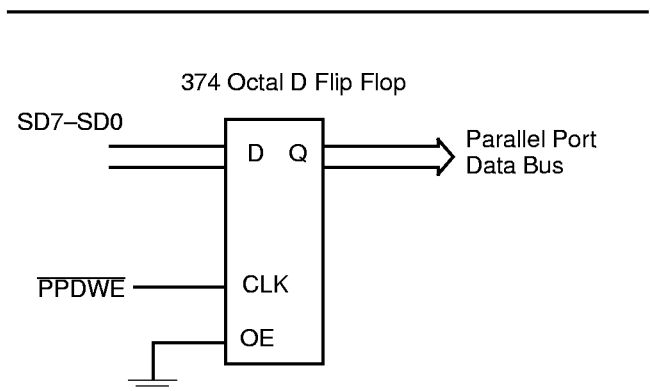 374 Octal D Flip Flop
SD7–SD0
D Q
Parallel Port
Data Bus
PPDWE
CLK
OE